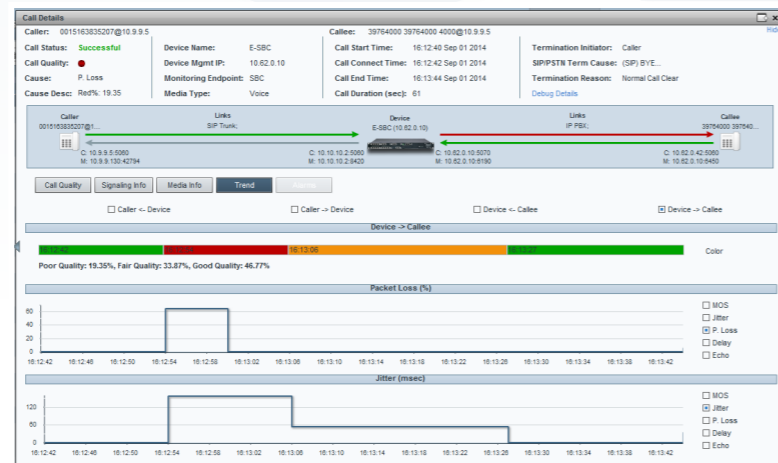 Call Details
Caller: 0015163835207@10.9.9.5 Callee: 39764000 39764000 4000@10.9.9.5 Hide
Call Status: Successful Device Name: E-SBC Call Start Time: 16:12:40 Sep 01 2014 Termination Initiator: Caller
Call Quality: Device Mgmt IP: 10.62.0.10 Call Connect Time: 16:12:42 Sep 01 2014 SIP/PSTN Term Cause: (SIP) BYE...
Cause: P. Loss Monitoring Endpoint: SBC Call End Time: 16:13:44 Sep 01 2014 Termination Reason: Normal Call Clear
Cause Desc: Red%: 19.35 Media Type: Voice Call Duration (sec): 61 Debug Details
Caller Links Device Links Callee
0015163835207@1... SIP Trunk; E-SBC (10.62.0.10) IP PBX; 39764000 397640...
C: 10.9.9.5:5060 C: 10.10.10.2:5060 C: 10.62.0.10:5070 C: 10.62.0.42:5060
M: 10.9.9.130:42794 M: 10.10.10.2:8420 M: 10.62.0.10:6190 M: 10.62.0.10:6450
Call Quality Signaling Info Media Info Trend Alarms
Caller <- Device Caller -> Device Device <- Callee Device -> Callee
Device -> Callee
16:12:42 16:12:54 16:13:06 16:13:27 Color
Poor Quality: 19.35%, Fair Quality: 33.87%, Good Quality: 46.77%
Packet Loss (%)
60
40
20
0
16:12:42 16:12:46 16:12:50 16:12:54 16:12:58 16:13:02 16:13:06 16:13:10 16:13:14 16:13:18 16:13:22 16:13:26 16:13:30 16:13:34 16:13:38 16:13:42
MOS
Jitter
P. Loss
Delay
Echo
Jitter (msec)
120
60
0
16:12:42 16:12:46 16:12:50 16:12:54 16:12:58 16:13:02 16:13:06 16:13:10 16:13:14 16:13:18 16:13:22 16:13:26 16:13:30 16:13:34 16:13:38 16:13:42
MOS
Jitter
P. Loss
Delay
Echo